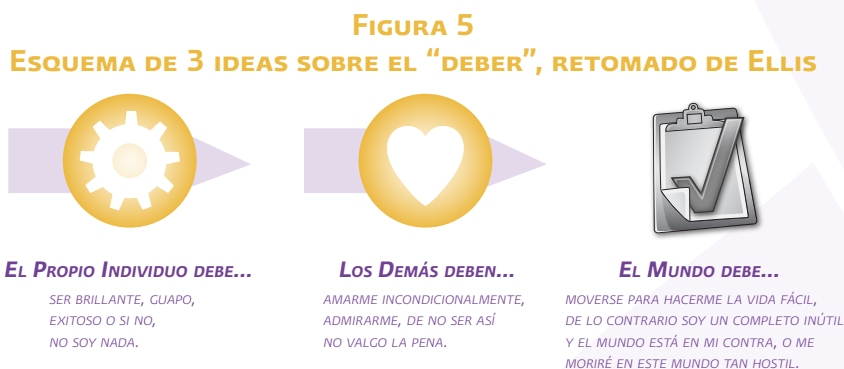 Figura 5
Esquema de 3 ideas sobre el “deber”, retomado de Ellis
El Propio Individuo debe...
ser brillante, guapo,
exitoso o si no,
no soy nada.
Los Demás deben...
amarme incondicionalmente,
admirarme, de no ser así
no valgo la pena.
El Mundo debe...
moverse para hacerme la vida fácil,
de lo contrario soy un completo inútil
y el mundo está en mi contra, o me
moriré en este mundo tan hostil.